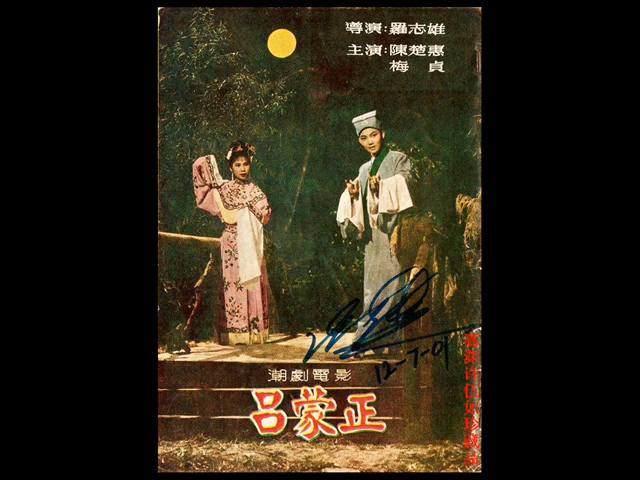 導演:羅志雄
主演:陳楚惠
梅貞
潮劇電影
呂蒙正
12-7-01